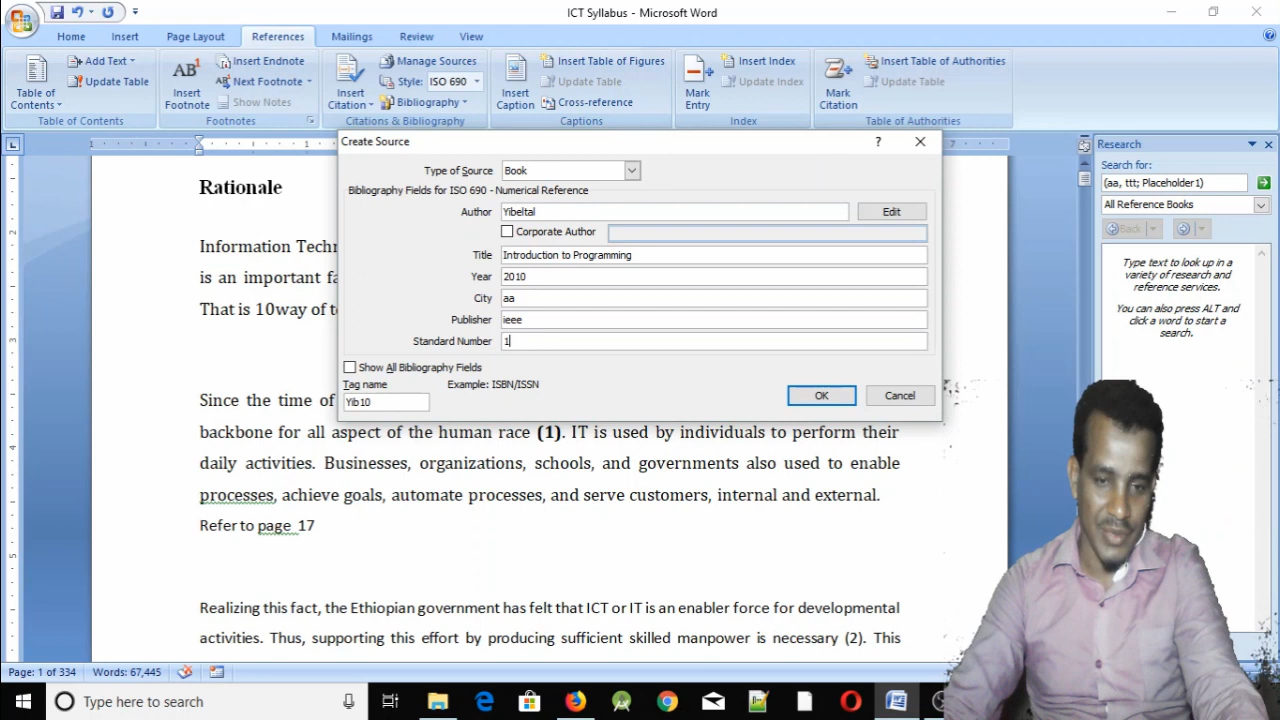 ICT Syllabus - Microsoft Word
Home Insert Page Layout References Mailings Review View
Table of Contents
Add Text
Update Table
Table of Contents
AB1
Insert Footnote
Insert Endnote
Next Footnote
Show Notes
Footnotes
Insert Citation
Manage Sources
Style: ISO 690
Bibliography
Citations & Bibliography
Insert Caption
Insert Table of Figures
Update Table
Cross-reference
Captions
Mark Entry
Insert Index
Update Index
Index
Mark Citation
Insert Table of Authorities
Update Table
Table of Authorities
Create Source
Type of Source Book
Bibliography Fields for ISO 690 - Numerical Reference
Author Yibeltal Edit
Corporate Author
Title Introduction to Programming
Year 2010
City aa
Publisher ieee
Standard Number 1
Show All Bibliography Fields
Tag name Example: ISBN/ISSN
Yib10
OK Cancel
Research
Search for:
(aa, ttt; Placeholder1)
All Reference Books
Back
Type text to look up in a variety of research and reference services.
You can also press ALT and click a word to start a search.
Rationale
Information Techn
is an important fa
That is 10way of te
Since the time of
backbone for all aspect of the human race (1). IT is used by individuals to perform their
daily activities. Businesses, organizations, schools, and governments also used to enable
processes, achieve goals, automate processes, and serve customers, internal and external.
Refer to page 17
Realizing this fact, the Ethiopian government has felt that ICT or IT is an enabler force for developmental
activities. Thus, supporting this effort by producing sufficient skilled manpower is necessary (2). This
Page: 1 of 334 Words: 67,445
Type here to search